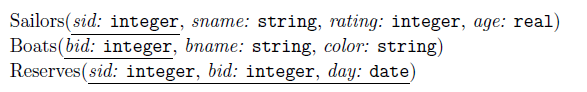 Sailors(sid: integer, sname: string, rating: integer, age: real)
Boats(bid: integer, bname: string, color: string)
Reserves(sid: integer, bid: integer, day: date)